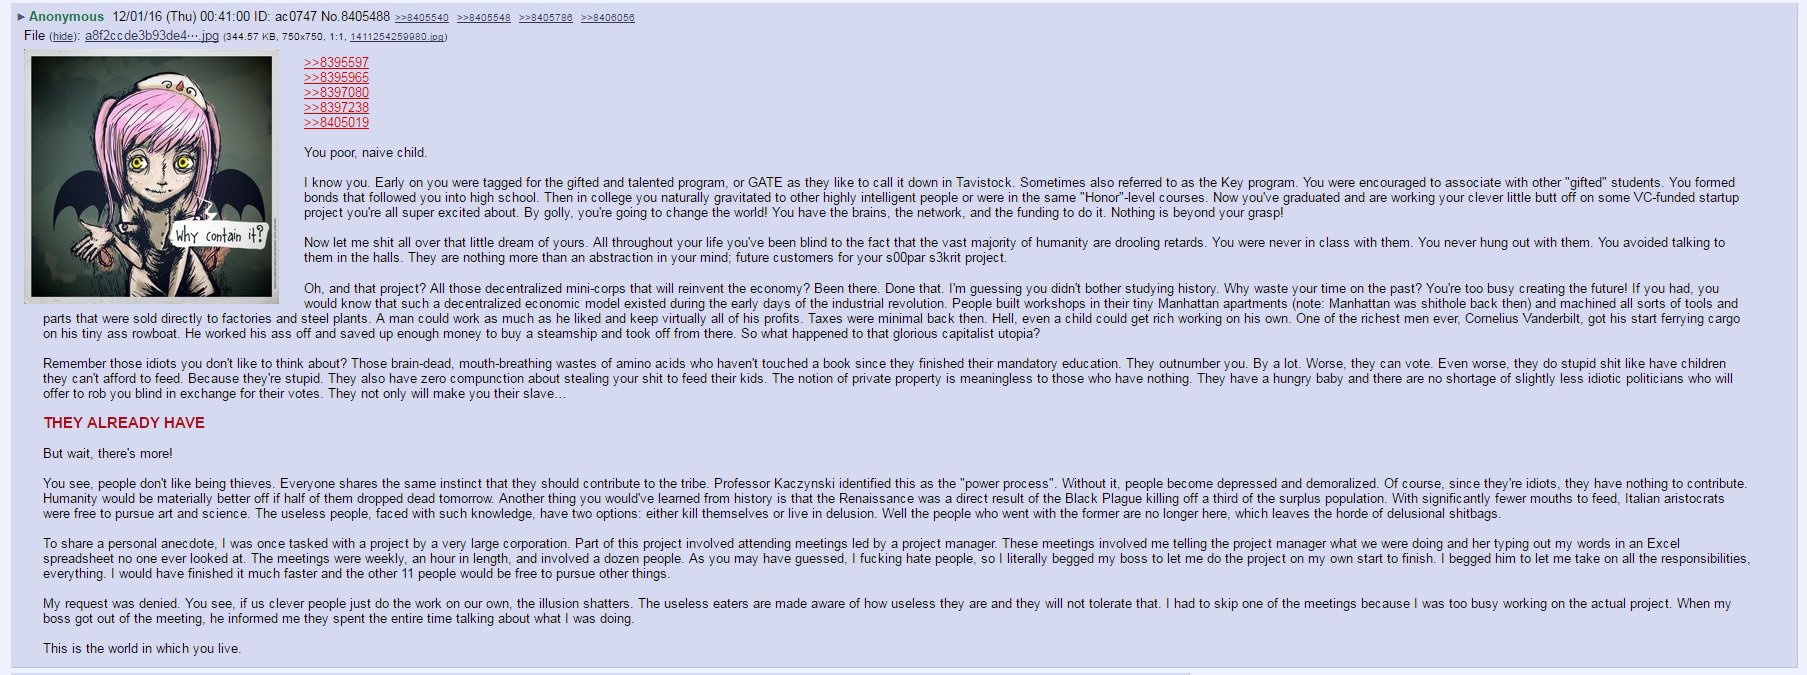 ▶ Anonymous 12/01/16 (Thu) 00:41:00 ID: ac0747 No.8405488 >>8405540 >>8405548 >>8405786 >>8406056
File (hide): a8f2ccde3b93de4⋯.jpg (344.57 KB, 750x750, 1:1, 1411254259980.jpg)
>>8395597
>>8395965
>>8397080
>>8397238
>>8405019
You poor, naive child.
I know you. Early on you were tagged for the gifted and talented program, or GATE as they like to call it down in Tavistock. Sometimes also referred to as the Key program. You were encouraged to associate with other "gifted" students. You formed
bonds that followed you into high school. Then in college you naturally gravitated to other highly intelligent people or were in the same "Honor"-level courses. Now you've graduated and are working your clever little butt off on some VC-funded startup
project you're all super excited about. By golly, you're going to change the world! You have the brains, the network, and the funding to do it. Nothing is beyond your grasp!
Why contain it?
Now let me shit all over that little dream of yours. All throughout your life you've been blind to the fact that the vast majority of humanity are drooling retards. You were never in class with them. You never hung out with them. You avoided talking to
them in the halls. They are nothing more than an abstraction in your mind; future customers for your s00par s3krit project.
Oh, and that project? All those decentralized mini-corps that will reinvent the economy? Been there. Done that. I'm guessing you didn't bother studying history. Why waste your time on the past? You're too busy creating the future! If you had, you
would know that such a decentralized economic model existed during the early days of the industrial revolution. People built workshops in their tiny Manhattan apartments (note: Manhattan was shithole back then) and machined all sorts of tools and
parts that were sold directly to factories and steel plants. A man could work as much as he liked and keep virtually all of his profits. Taxes were minimal back then. Hell, even a child could get rich working on his own. One of the richest men ever, Cornelius Vanderbilt, got his start ferrying cargo
on his tiny ass rowboat. He worked his ass off and saved up enough money to buy a steamship and took off from there. So what happened to that glorious capitalist utopia?
Remember those idiots you don't like to think about? Those brain-dead, mouth-breathing wastes of amino acids who haven't touched a book since they finished their mandatory education. They outnumber you. By a lot. Worse, they can vote. Even worse, they do stupid shit like have children
they can't afford to feed. Because they're stupid. They also have zero compunction about stealing your shit to feed their kids. The notion of private property is meaningless to those who have nothing. They have a hungry baby and there are no shortage of slightly less idiotic politicians who will
offer to rob you blind in exchange for their votes. They not only will make you their slave…
THEY ALREADY HAVE
But wait, there's more!
You see, people don't like being thieves. Everyone shares the same instinct that they should contribute to the tribe. Professor Kaczynski identified this as the "power process". Without it, people become depressed and demoralized. Of course, since they're idiots, they have nothing to contribute.
Humanity would be materially better off if half of them dropped dead tomorrow. Another thing you would've learned from history is that the Renaissance was a direct result of the Black Plague killing off a third of the surplus population. With significantly fewer mouths to feed, Italian aristocrats
were free to pursue art and science. The useless people, faced with such knowledge, have two options: either kill themselves or live in delusion. Well the people who went with the former are no longer here, which leaves the horde of delusional shitbags.
To share a personal anecdote, I was once tasked with a project by a very large corporation. Part of this project involved attending meetings led by a project manager. These meetings involved me telling the project manager what we were doing and her typing out my words in an Excel
spreadsheet no one ever looked at. The meetings were weekly, an hour in length, and involved a dozen people. As you may have guessed, I fucking hate people, so I literally begged my boss to let me do the project on my own start to finish. I begged him to let me take on all the responsibilities,
everything. I would have finished it much faster and the other 11 people would be free to pursue other things.
My request was denied. You see, if us clever people just do the work on our own, the illusion shatters. The useless eaters are made aware of how useless they are and they will not tolerate that. I had to skip one of the meetings because I was too busy working on the actual project. When my
boss got out of the meeting, he informed me they spent the entire time talking about what I was doing.
This is the world in which you live.